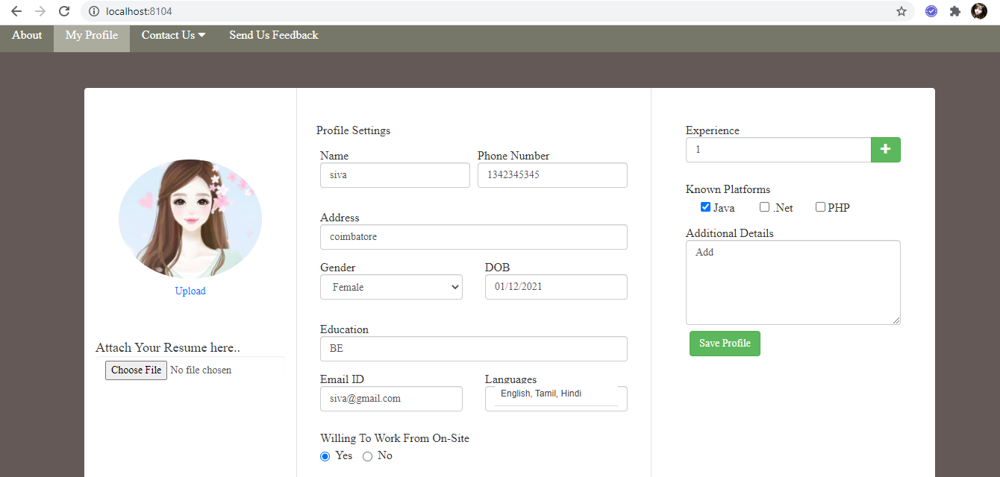 localhost:8104
About My Profile Contact Us Send Us Feedback
Upload
Attach Your Resume here..
Choose File No file chosen
Profile Settings
Name Phone Number
siva 1342345345
Address
coimbatore
Gender DOB
Female 01/12/2021
Education
BE
Email ID Languages
siva@gmail.com English, Tamil, Hindi
Willing To Work From On-Site
Yes No
Experience
1
Known Platforms
Java .Net PHP
Additional Details
Add
Save Profile